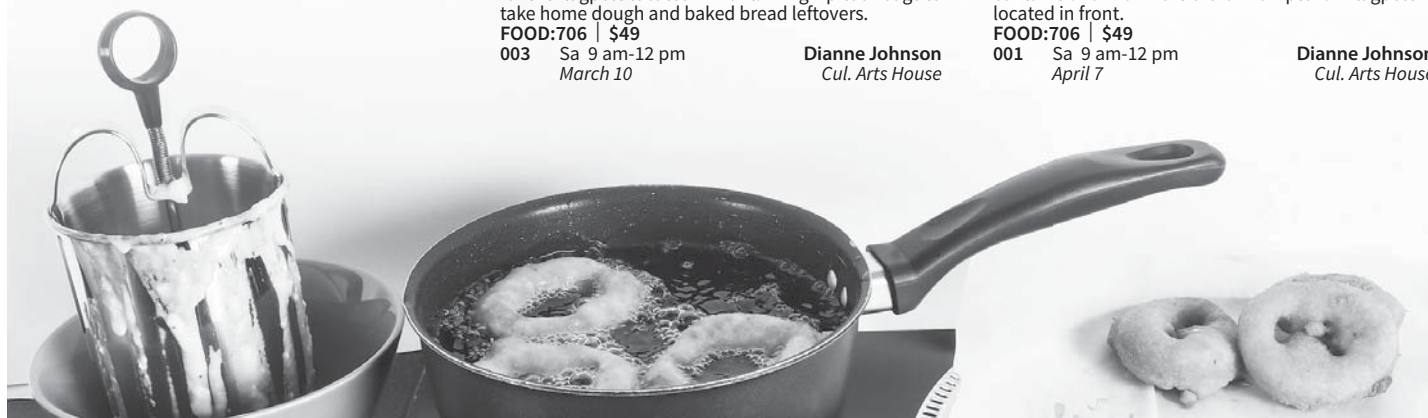 take home dough and baked bread leftovers.
FOOD:706 | $49
003 Sa 9 am-12 pm Dianne Johnson
March 10 Cul. Arts House
located in front.
FOOD:706 | $49
001 Sa 9 am-12 pm Dianne Johnson
April 7 Cul. Arts House